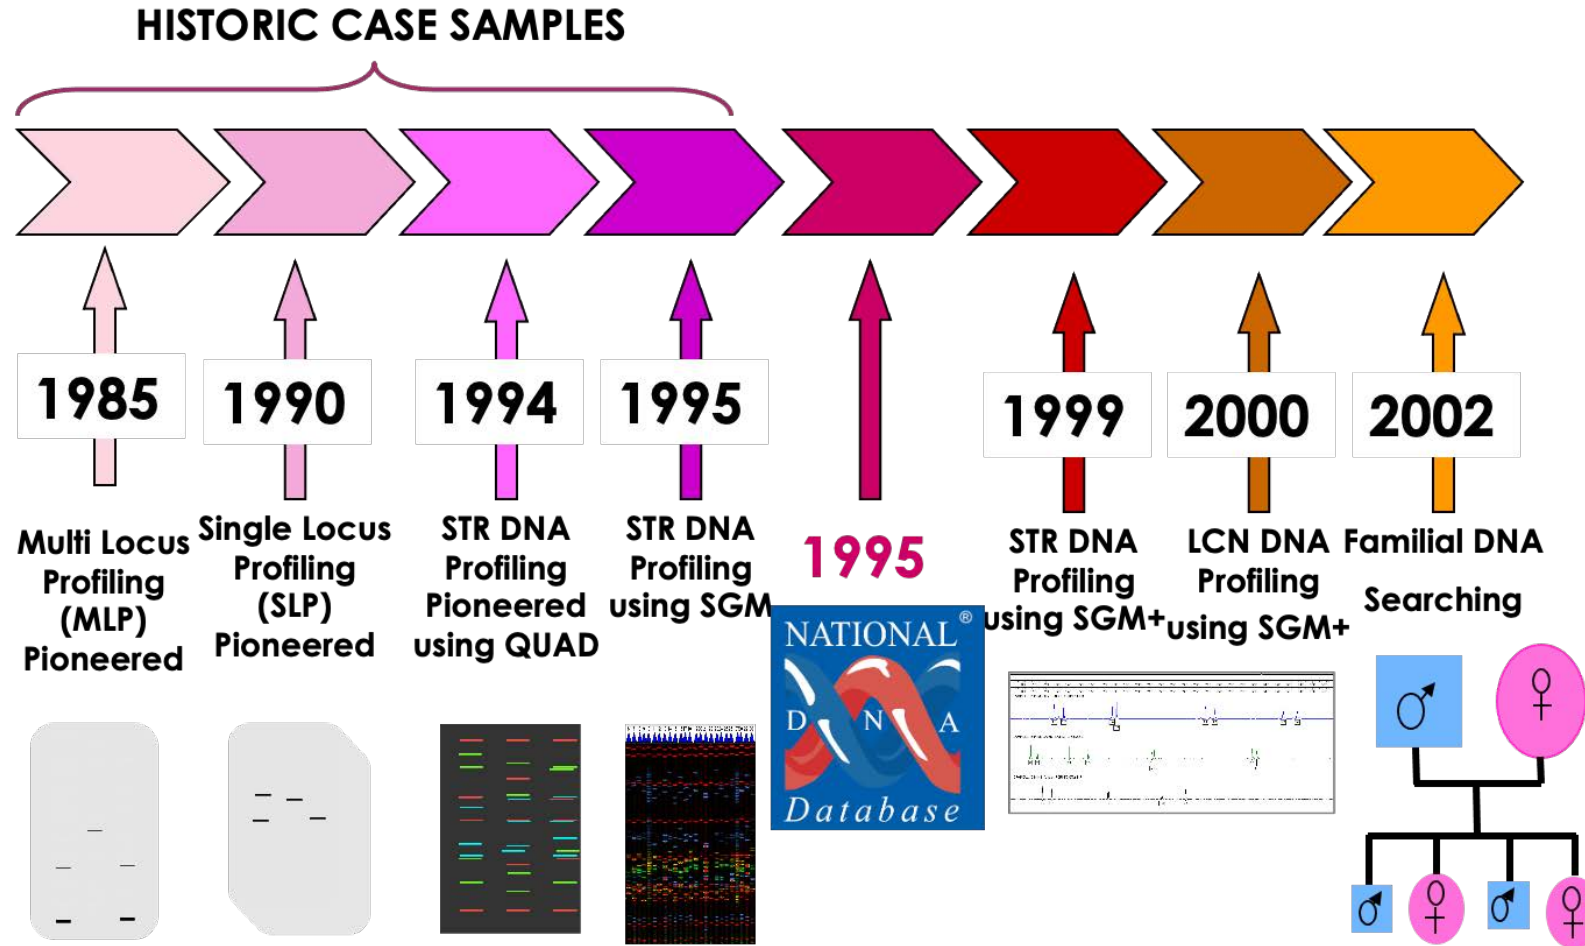 HISTORIC CASE SAMPLES
1985
1990
1994
1995
1999
2000
2002
Multi Locus
Profiling
(MLP)
Pioneered
Single Locus
Profiling
(SLP)
Pioneered
STR DNA
Profiling
Pioneered
using QUAD
STR DNA
Profiling
using SGM
1995
NATIONAL®
D N A
Database
STR DNA
Profiling
using SGM+
LCN DNA
Profiling
using SGM+
Familial DNA
Searching